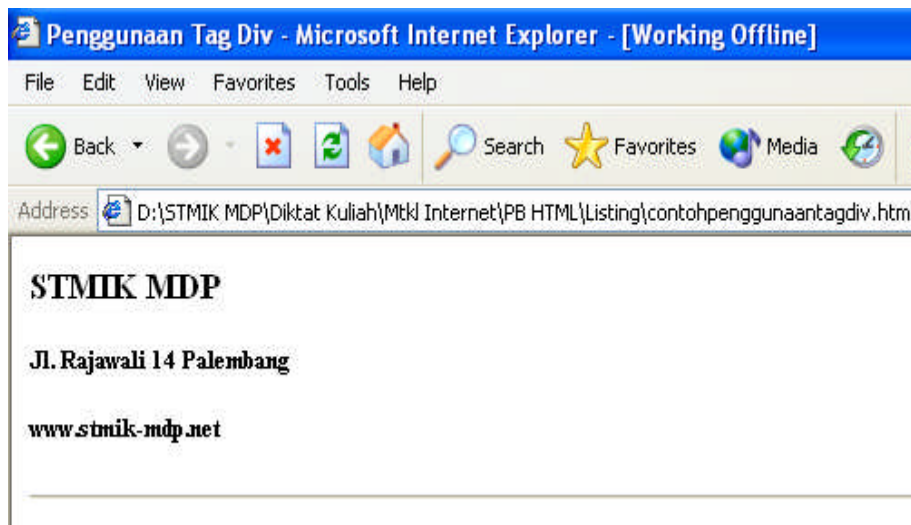 Penggunaan Tag Div - Microsoft Internet Explorer - [Working Offline]
File Edit View Favorites Tools Help
Back Search Favorites Media
Address D:\STMIK MDP\Diktat Kuliah\Mtkl Internet\PB HTML\Listing\contohpenggunaantagdiv.htm
STMIK MDP
Jl. Rajawali 14 Palembang
www.stmik-mdp.net